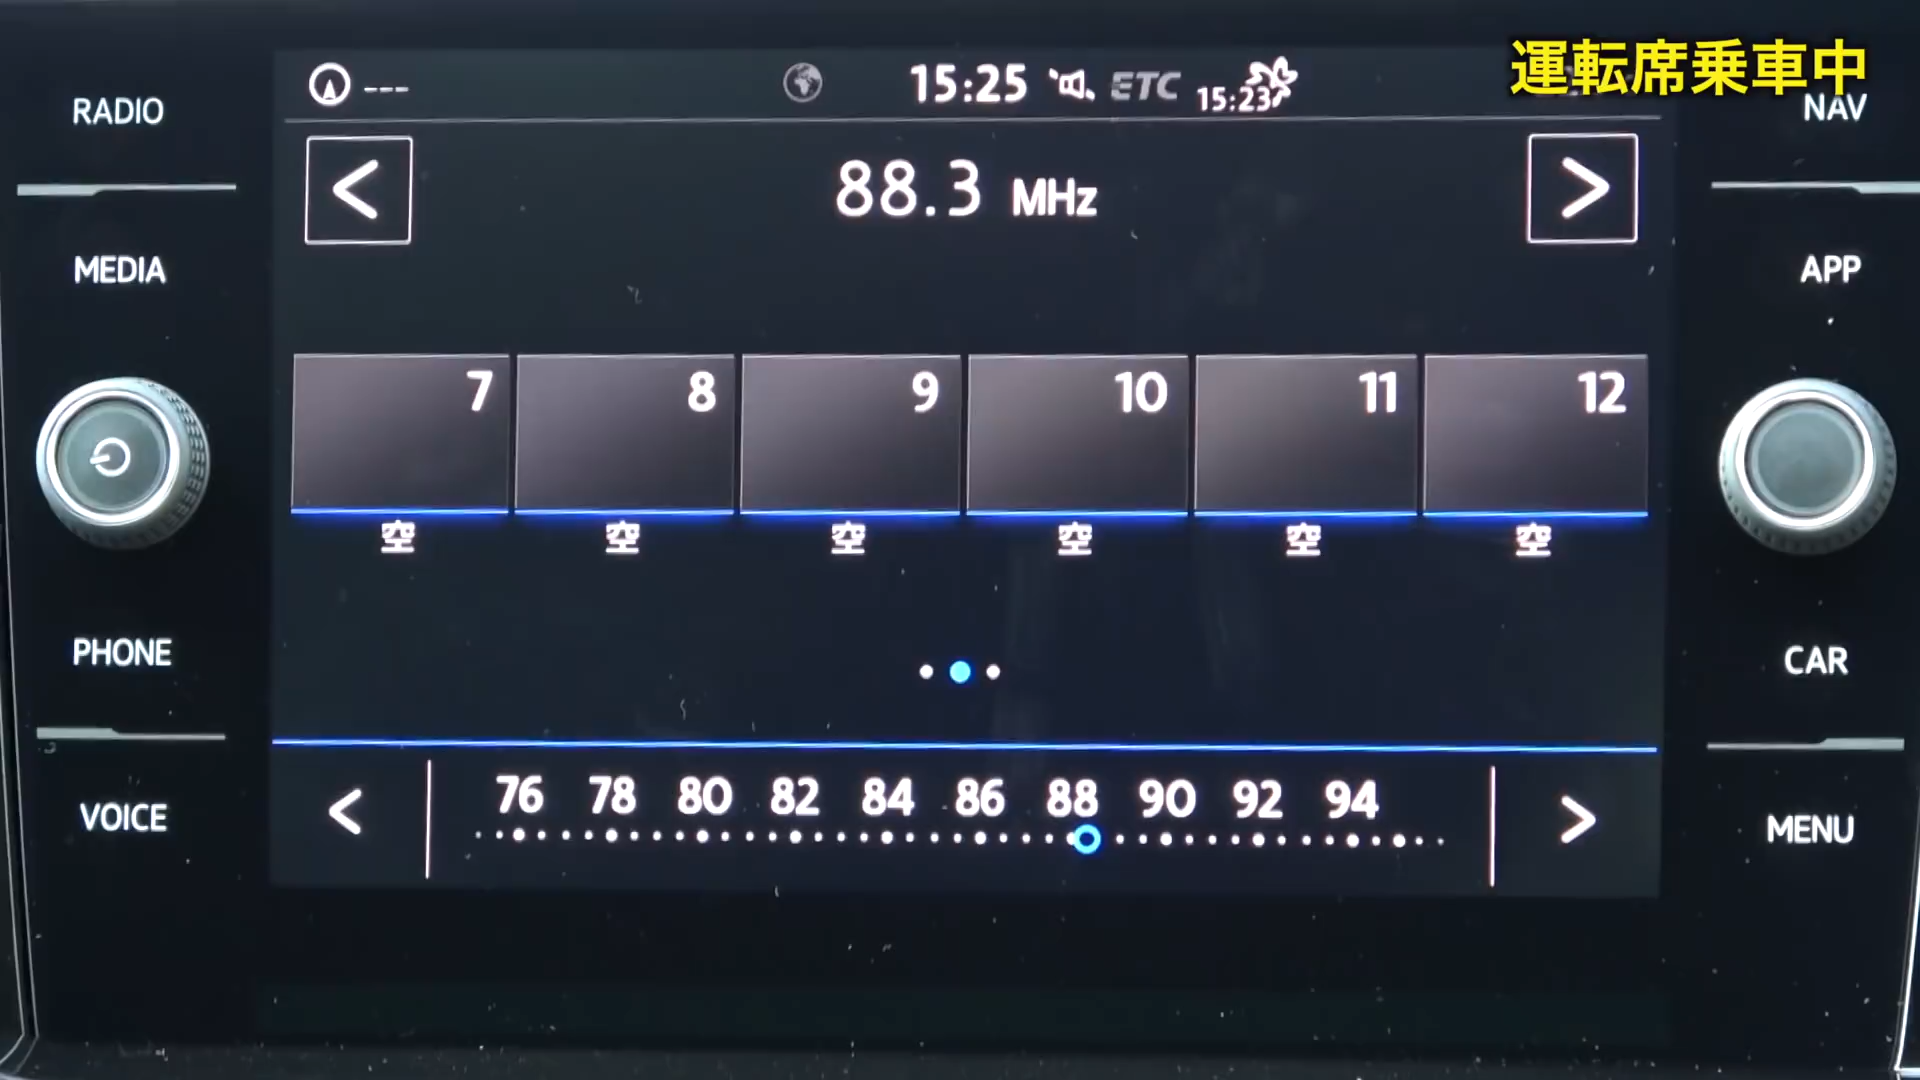 運転席乗車中
--- 15:25 ETC 15:23
RADIO
NAV
88.3 MHz
MEDIA
APP
7 8 9 10 11 12
空 空 空 空 空 空
PHONE
CAR
76 78 80 82 84 86 88 90 92 94
VOICE
MENU